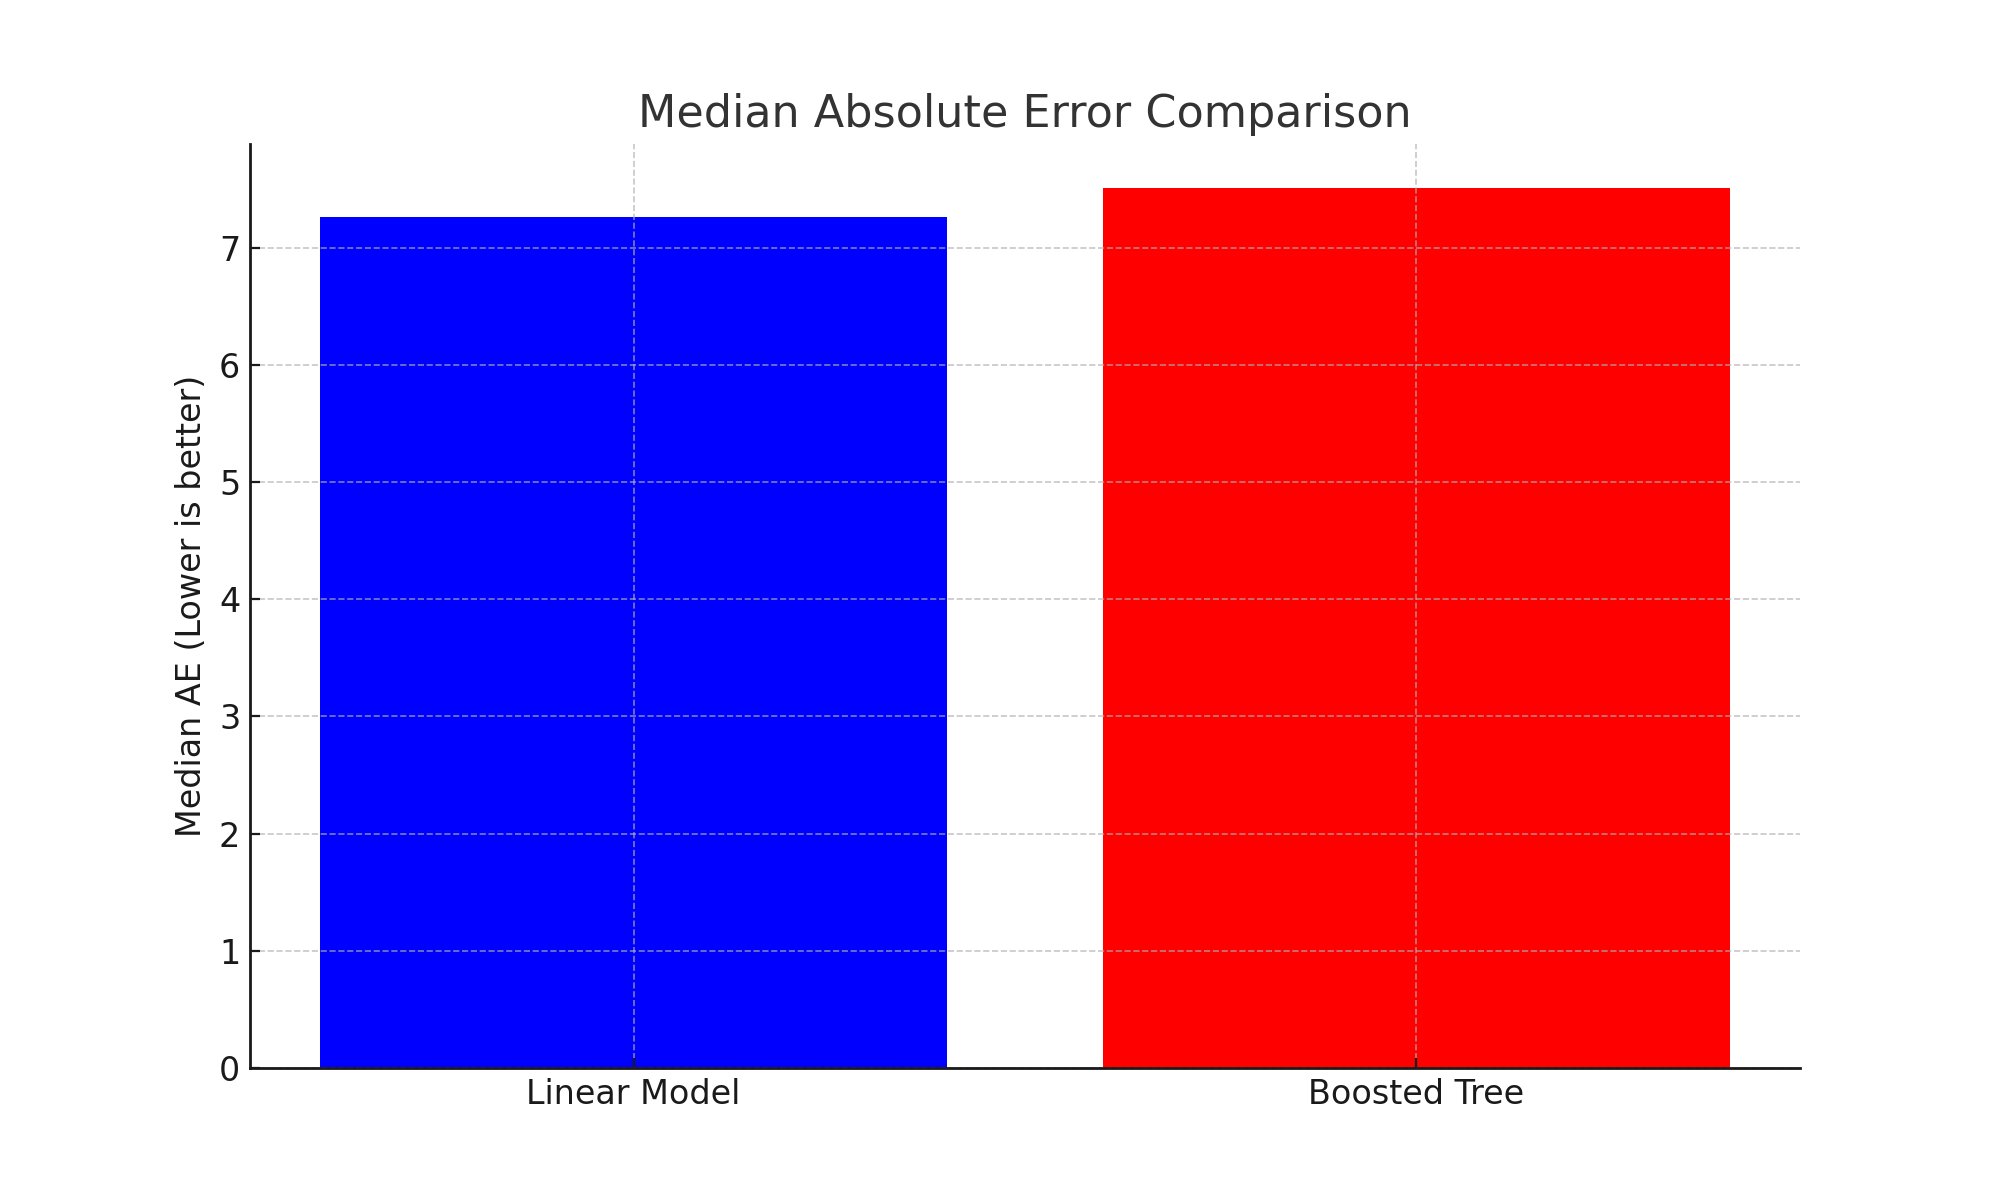 Median Absolute Error Comparison
Median AE (Lower is better)
7
6
5
4
3
2
1
0
Linear Model
Boosted Tree